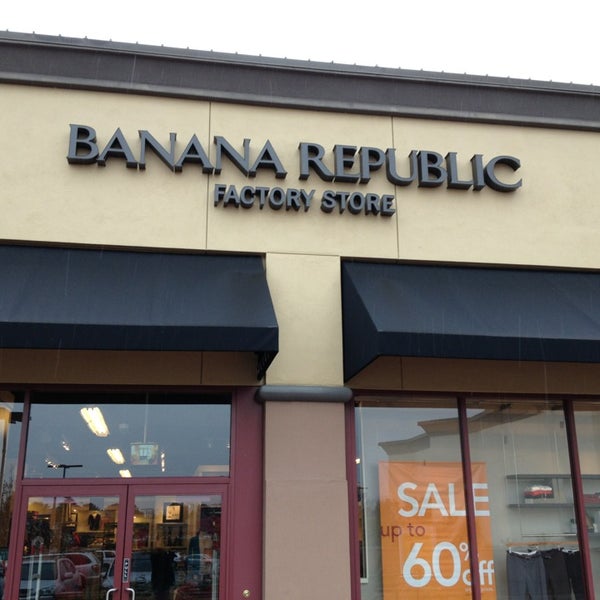 BANANA REPUBLIC
FACTORY STORE
SALE
up to
60% off